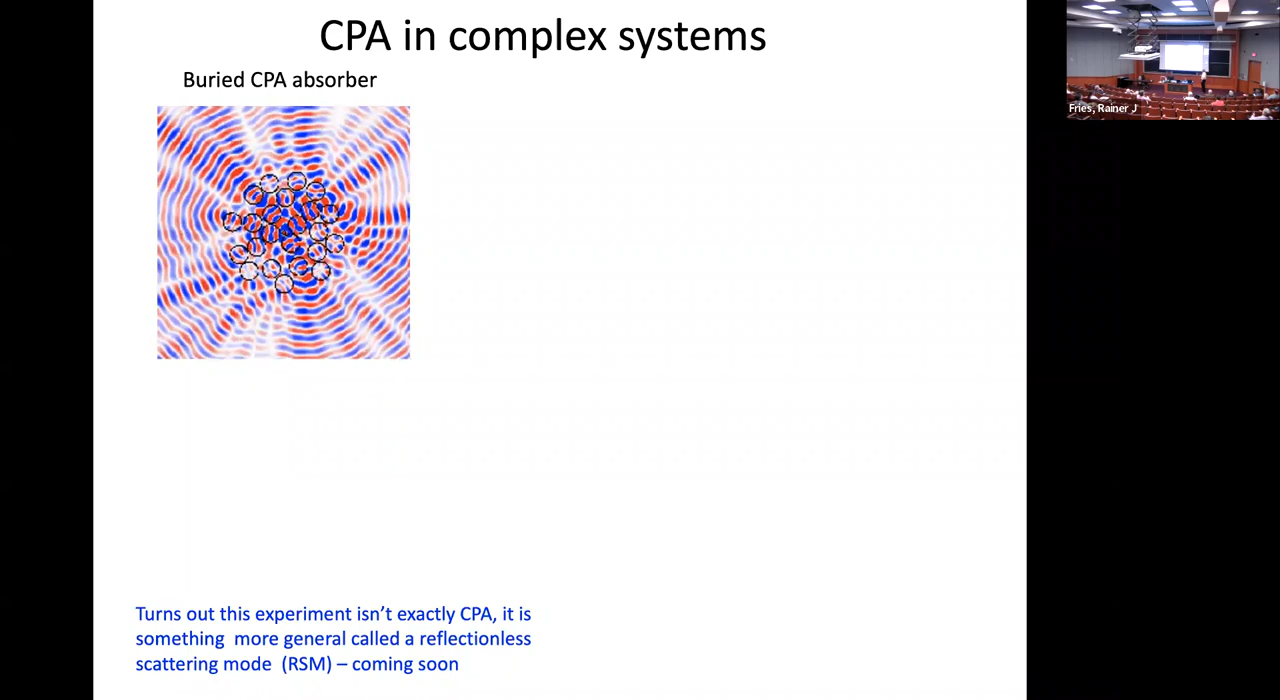 CPA in complex systems
Buried CPA absorber
Fries, Rainer J
Turns out this experiment isn’t exactly CPA, it is
something  more general called a reflectionless
scattering mode  (RSM) – coming soon